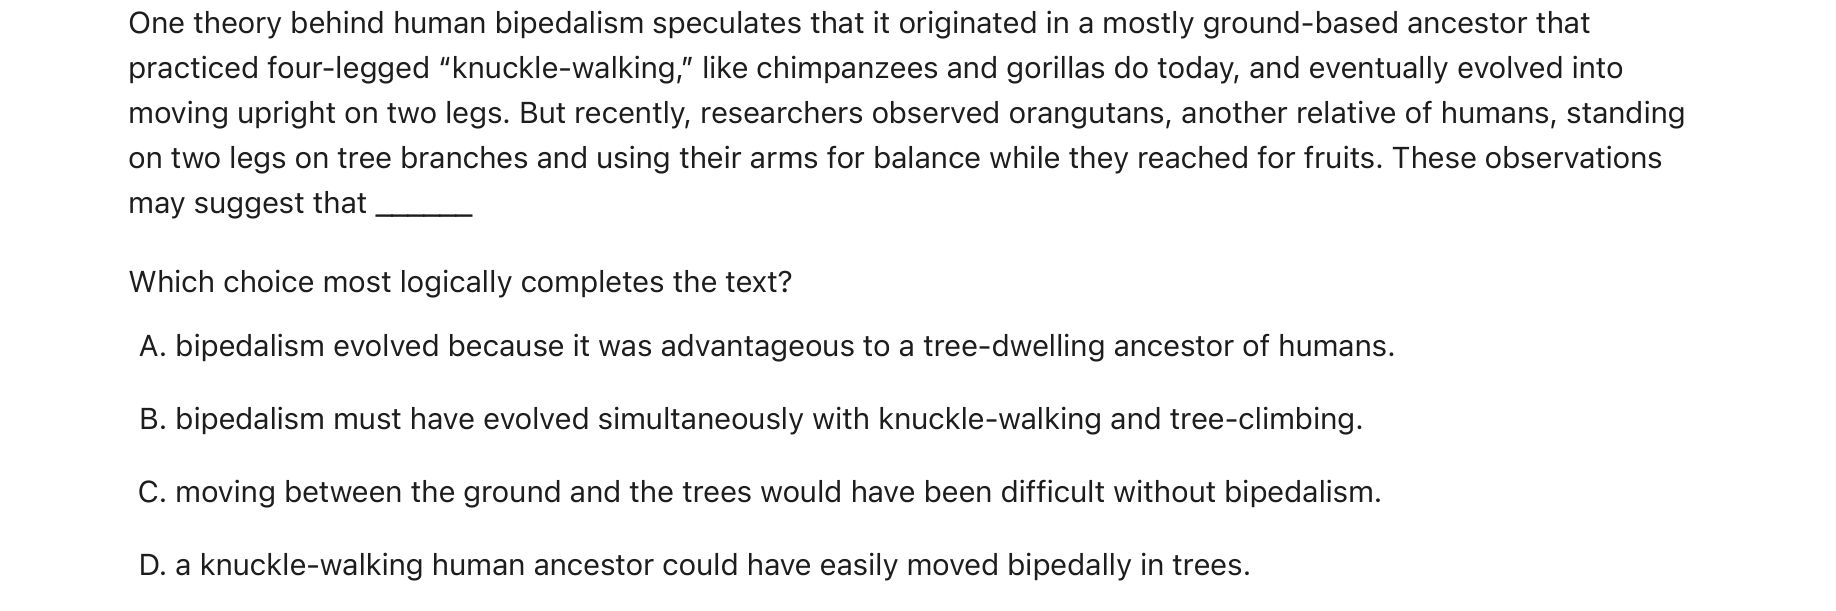 One theory behind human bipedalism speculates that it originated in a mostly ground-based ancestor that
practiced four-legged “knuckle-walking,” like chimpanzees and gorillas do today, and eventually evolved into
moving upright on two legs. But recently, researchers observed orangutans, another relative of humans, standing
on two legs on tree branches and using their arms for balance while they reached for fruits. These observations
may suggest that ______
Which choice most logically completes the text?
A. bipedalism evolved because it was advantageous to a tree-dwelling ancestor of humans.
B. bipedalism must have evolved simultaneously with knuckle-walking and tree-climbing.
C. moving between the ground and the trees would have been difficult without bipedalism.
D. a knuckle-walking human ancestor could have easily moved bipedally in trees.